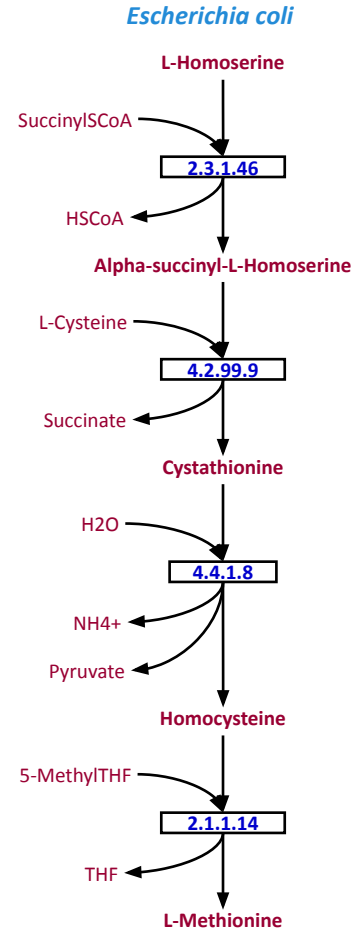 Escherichia coli
L-Homoserine
SuccinylSCoA
2.3.1.46
HSCoA
Alpha-succinyl-L-Homoserine
L-Cysteine
4.2.99.9
Succinate
Cystathionine
H2O
4.4.1.8
NH4+
Pyruvate
Homocysteine
5-MethylTHF
2.1.1.14
THF
L-Methionine